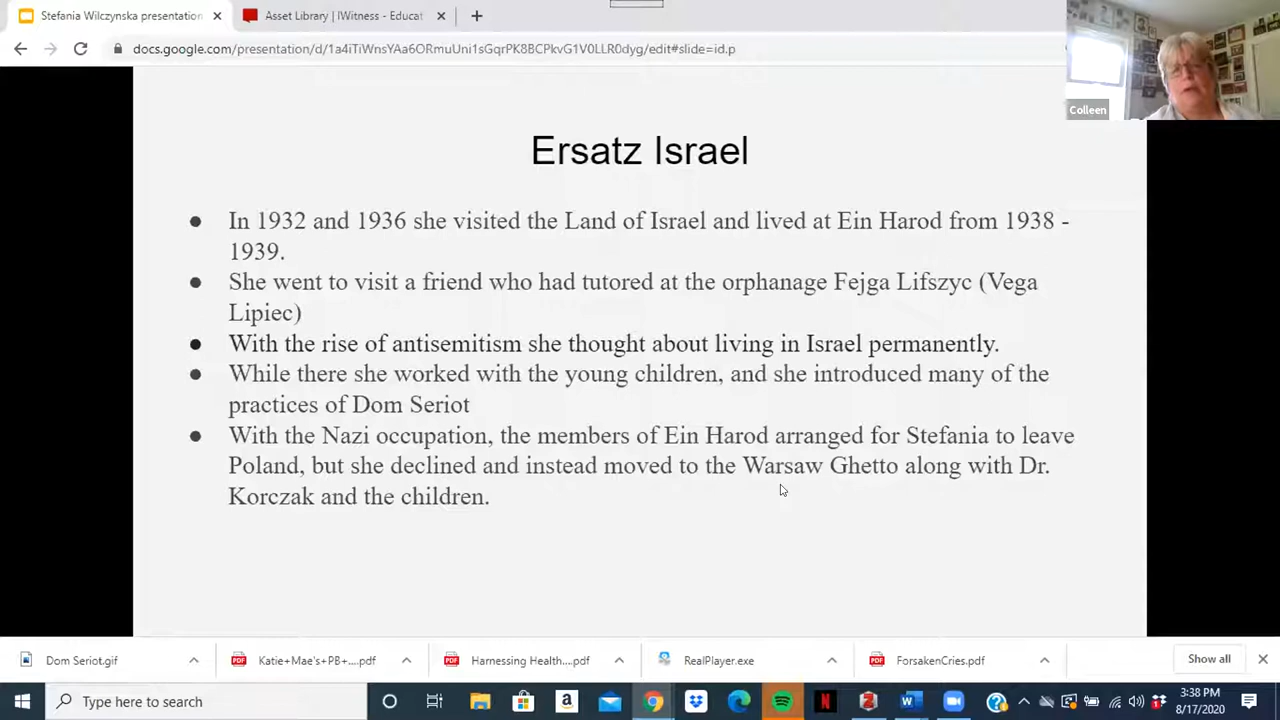 Stefania Wilczynska presentation
Asset Library | IWitness - Educat
docs.google.com/presentation/d/1a4iTiWnsYAa6ORmuUni1sGqrPK8BCPkvG1V0LLR0dyg/edit#slide=id.p
Colleen
Ersatz Israel
● In 1932 and 1936 she visited the Land of Israel and lived at Ein Harod from 1938 -
1939.
● She went to visit a friend who had tutored at the orphanage Fejga Lifszyc (Vega
Lipiec)
● With the rise of antisemitism she thought about living in Israel permanently.
● While there she worked with the young children, and she introduced many of the
practices of Dom Seriot
● With the Nazi occupation, the members of Ein Harod arranged for Stefania to leave
Poland, but she declined and instead moved to the Warsaw Ghetto along with Dr.
Korczak and the children.
Dom Seriot.gif
Katie+Mae's+PB+....pdf
Harnessing Health....pdf
RealPlayer.exe
ForsakenCries.pdf
Show all
Type here to search
3:38 PM
8/17/2020